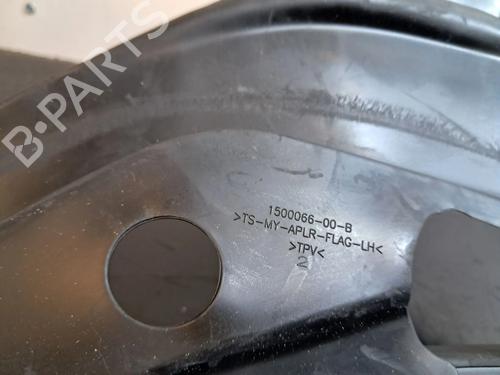 B-PARTS
1500066-00-B
>TS-MY-APLR-FLAG-LH<
>TPV<
2